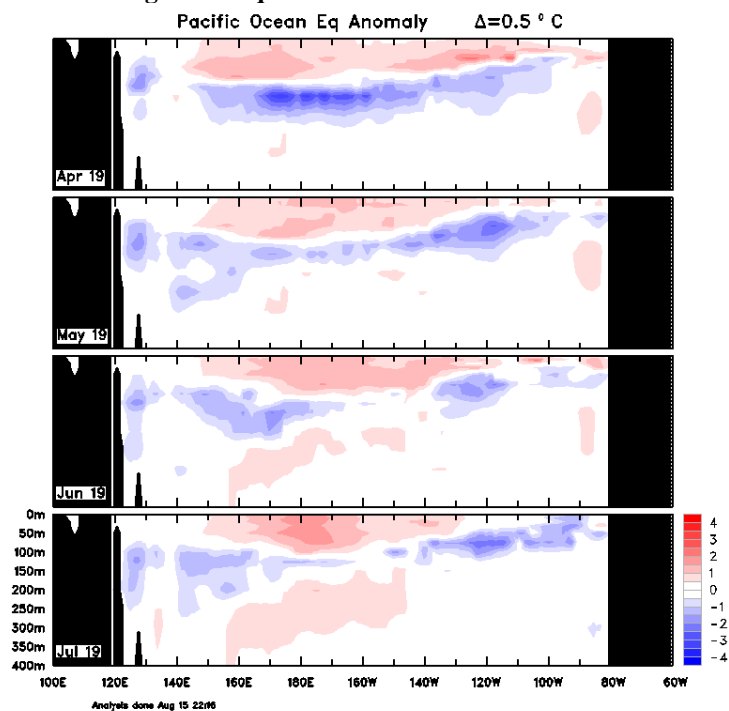 Pacific Ocean Eq Anomaly Δ=0.5 ° C
Apr 19
May 19
Jun 19
0m
50m
100m
150m
200m
250m
300m
350m
400m
Jul 19
4
3
2
1
0
-1
-2
-3
-4
100E 120E 140E 160E 180E 160W 140W 120W 100W 80W 60W